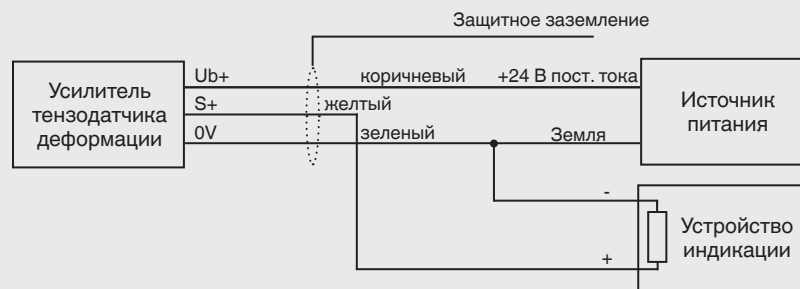 Защитное заземление
Усилитель
тензодатчика
деформации
Ub+
коричневый
+24 В пост. тока
S+
желтый
0V
зеленый
Земля
Источник
питания
-
+
Устройство
индикации